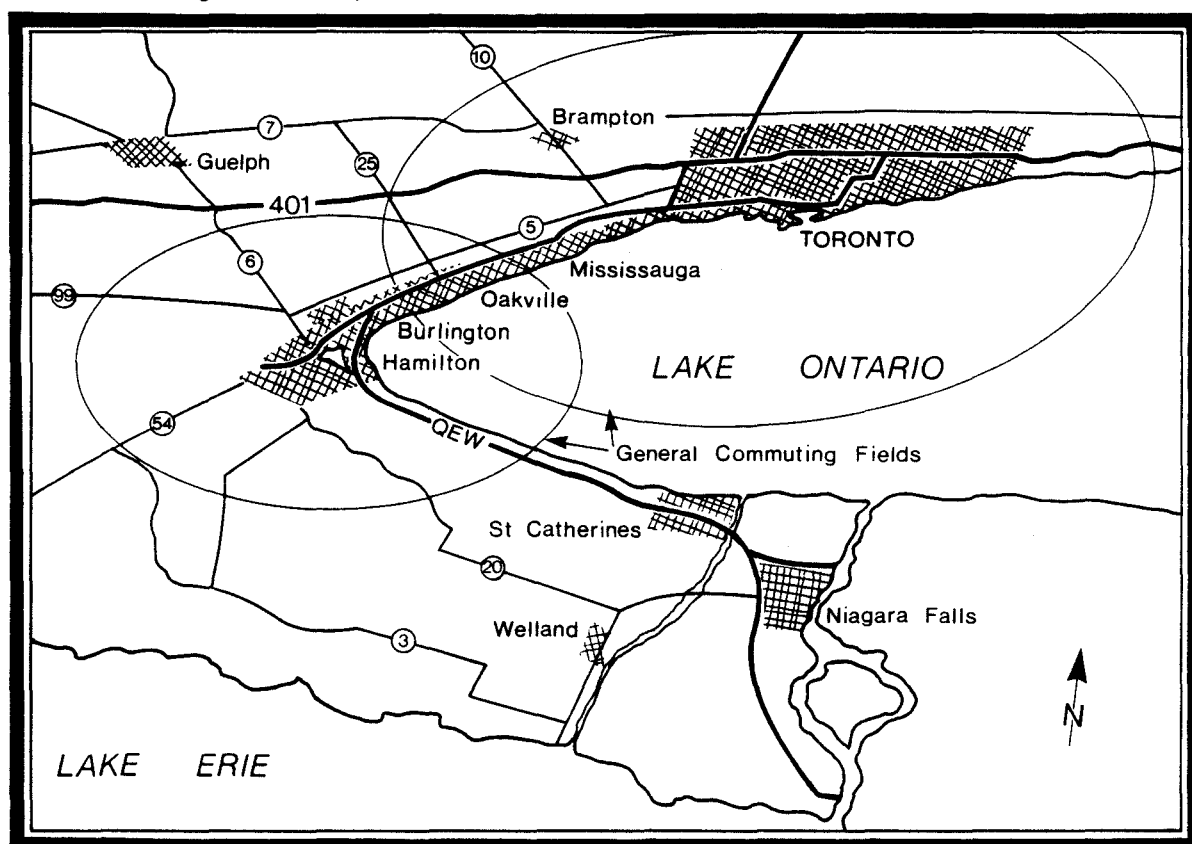 10
Brampton
7
Guelph
25
401
5
TORONTO
6
Mississauga
99
Oakville
Burlington
LAKE ONTARIO
Hamilton
54
QEW
General Commuting Fields
St Catherines
20
Niagara Falls
Welland
3
N
LAKE ERIE